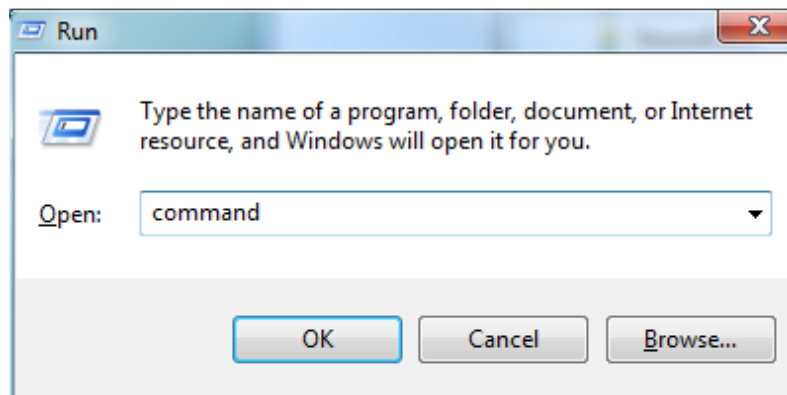 Run
Type the name of a program, folder, document, or Internet
resource, and Windows will open it for you.
Open: command
OK Cancel Browse...